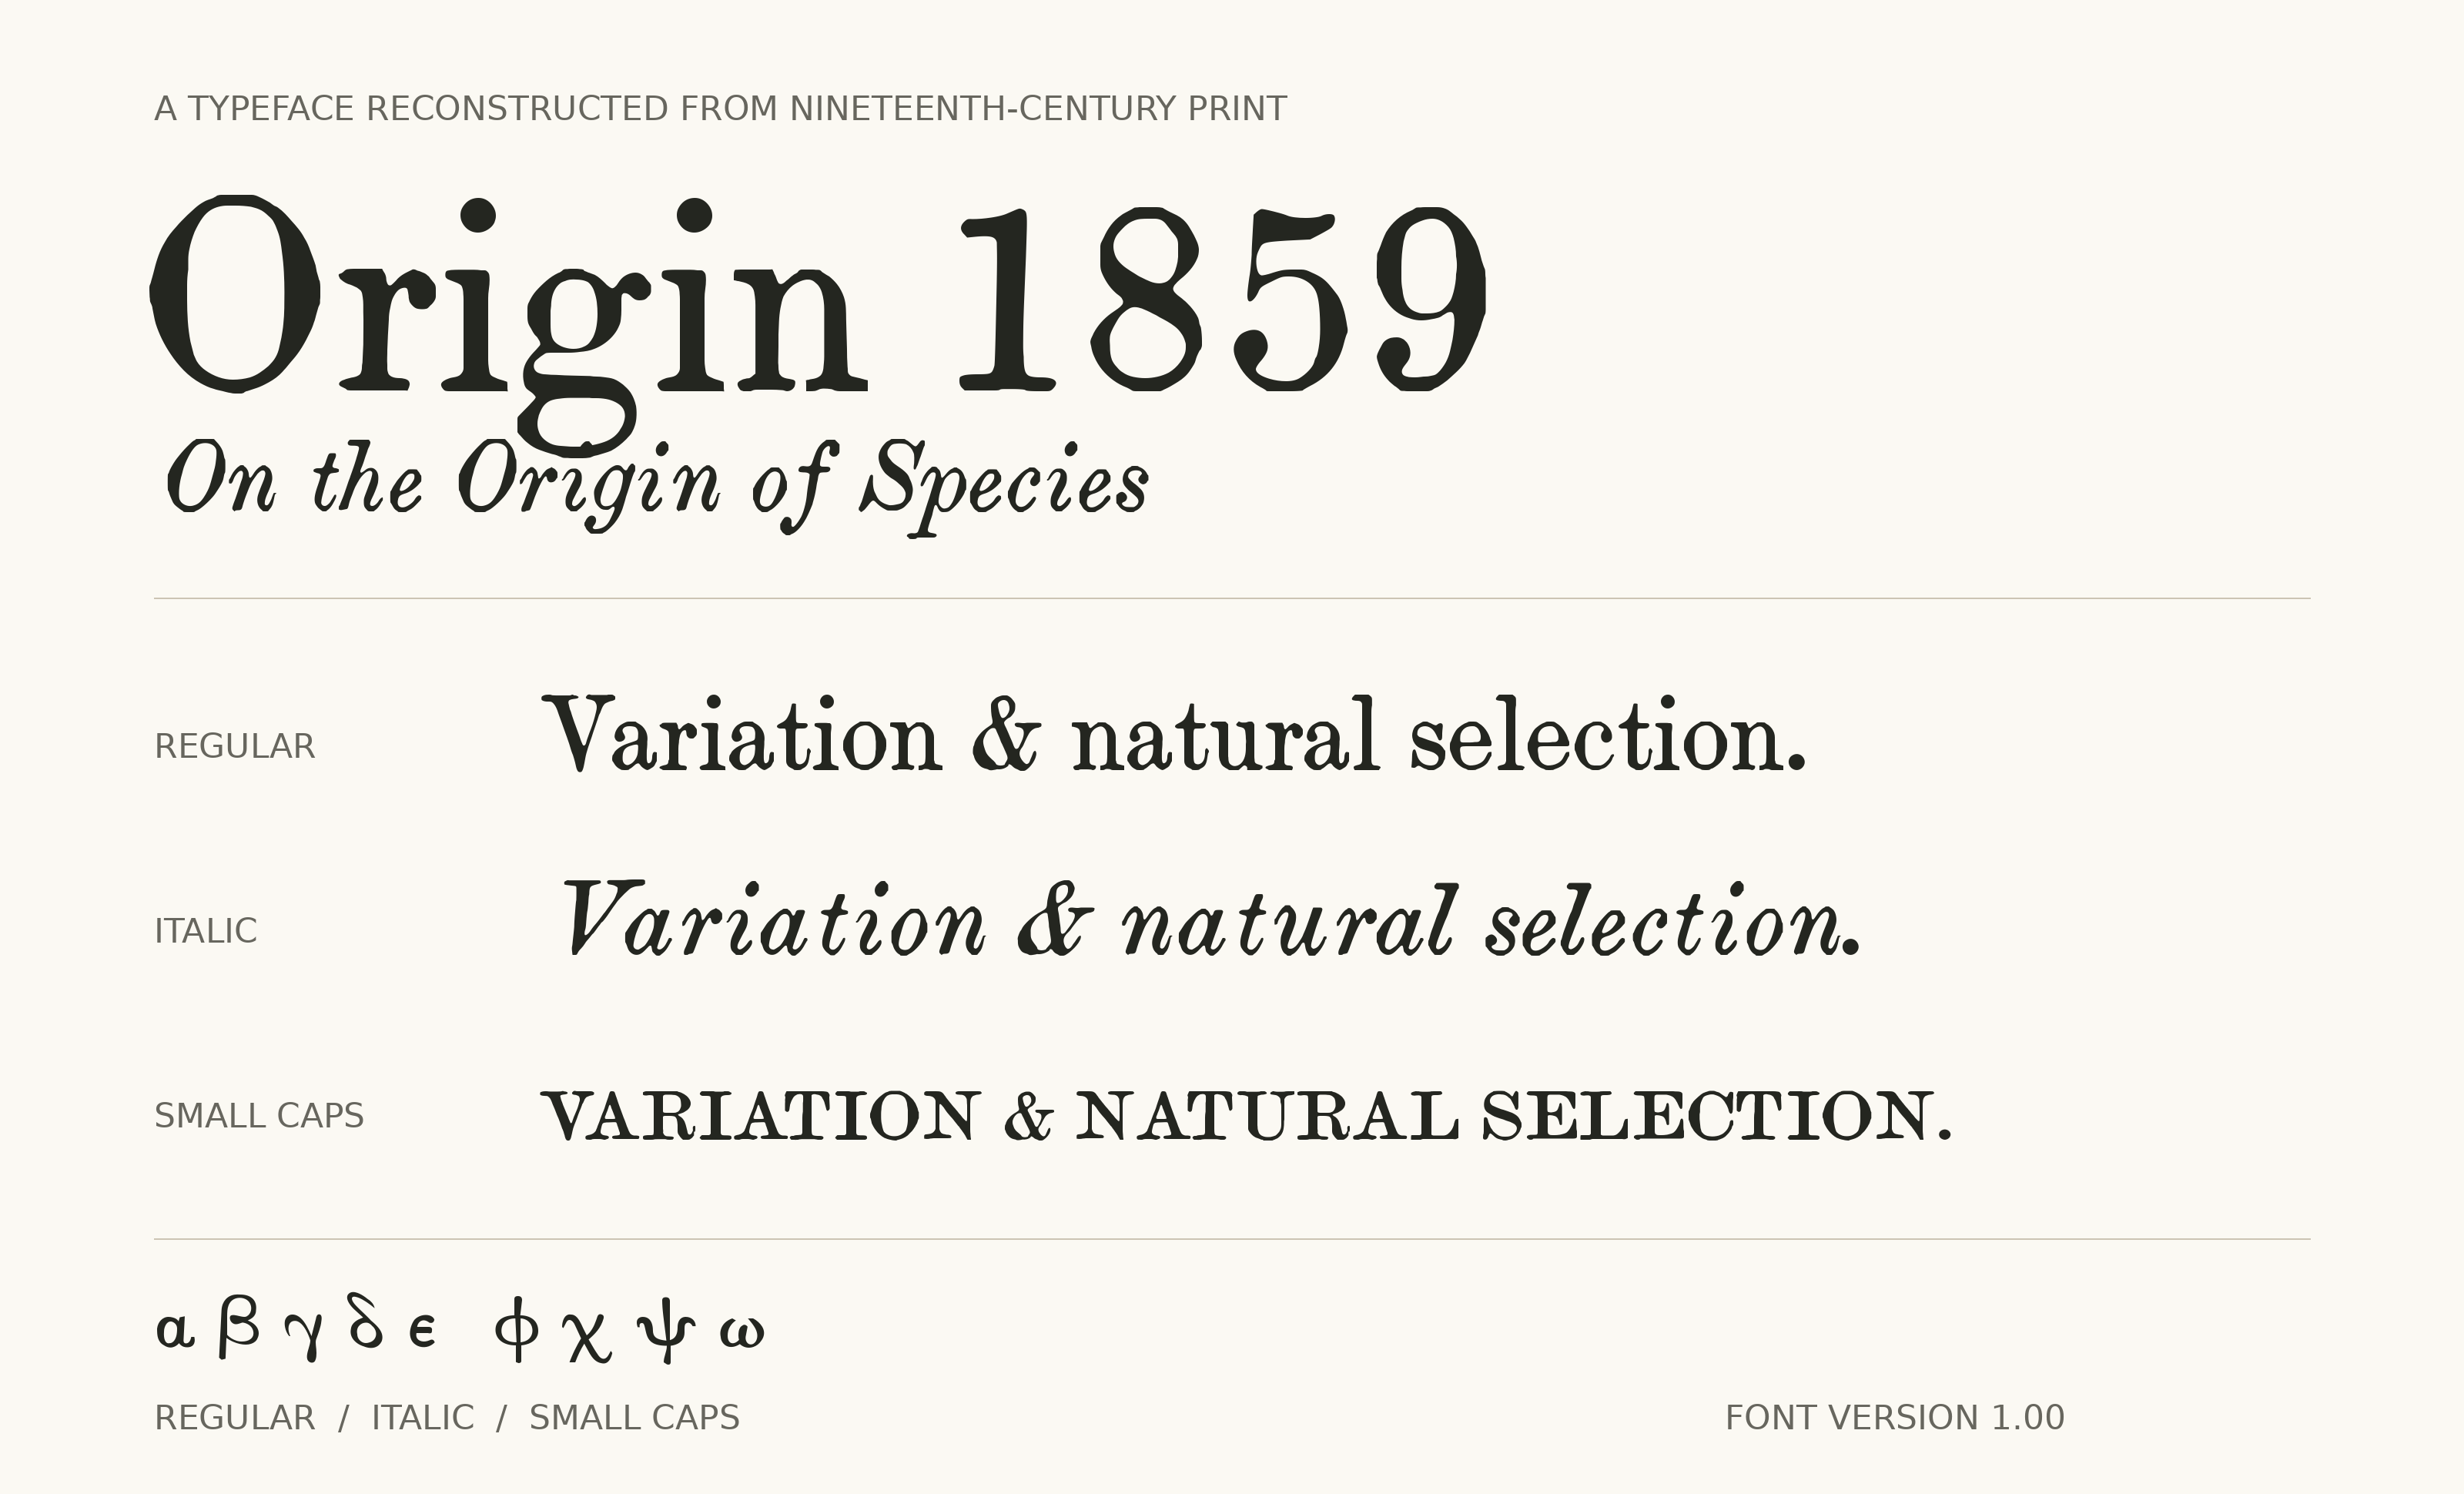 A TYPEFACE RECONSTRUCTED FROM NINETEENTH-CENTURY PRINT
Origin 1859
On the Origin of Species
REGULAR
Variation & natural selection.
ITALIC
Variation & natural selection.
SMALL CAPS
VARIATION & NATURAL SELECTION.
α β γ δ ϵ ϕ χ ψ ω
REGULAR / ITALIC / SMALL CAPS
FONT VERSION 1.00